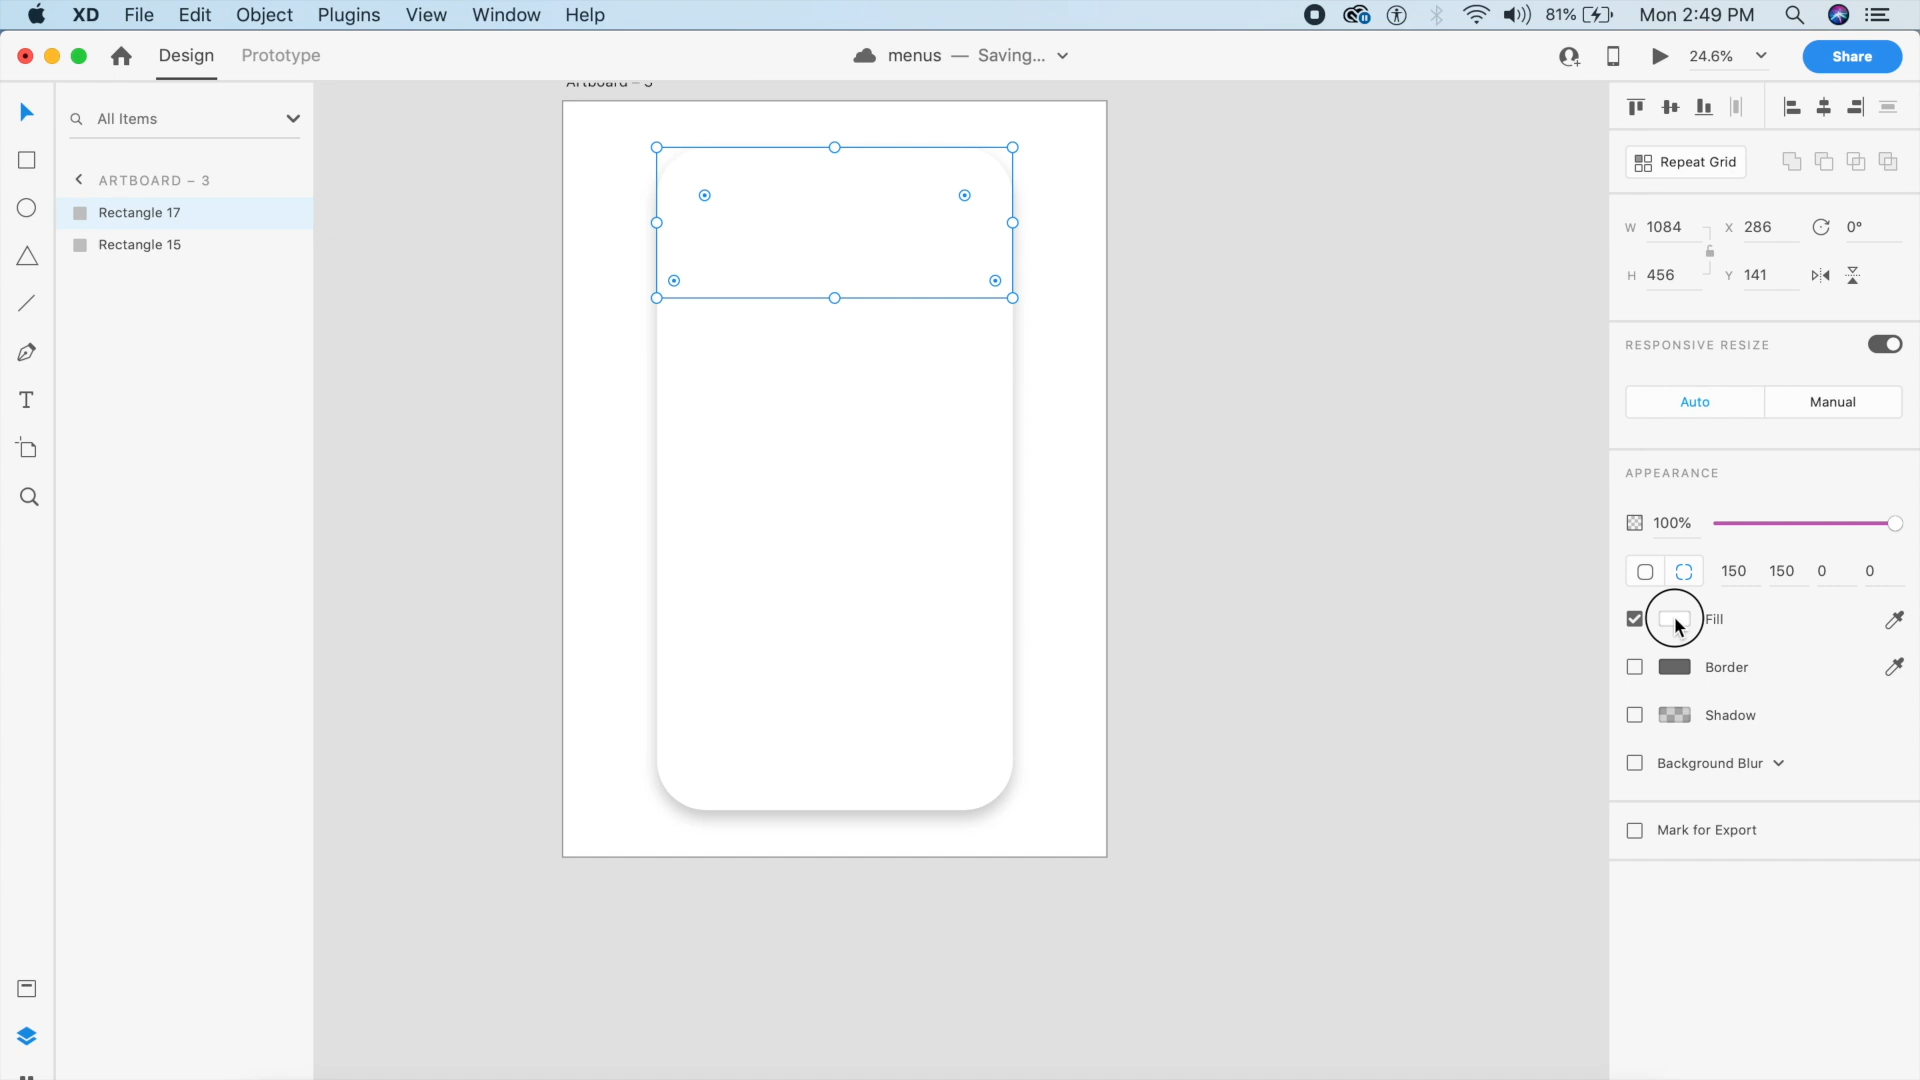 XD File Edit Object Plugins View Window Help 81% Mon 2:49 PM
Design Prototype menus — Saving... 24.6% Share
Artboard – 3
All Items
ARTBOARD – 3
Rectangle 17
Rectangle 15
Repeat Grid
W 1084 X 286 0°
H 456 Y 141
RESPONSIVE RESIZE
Auto Manual
APPEARANCE
100%
150 150 0 0
Fill
Border
Shadow
Background Blur
Mark for Export